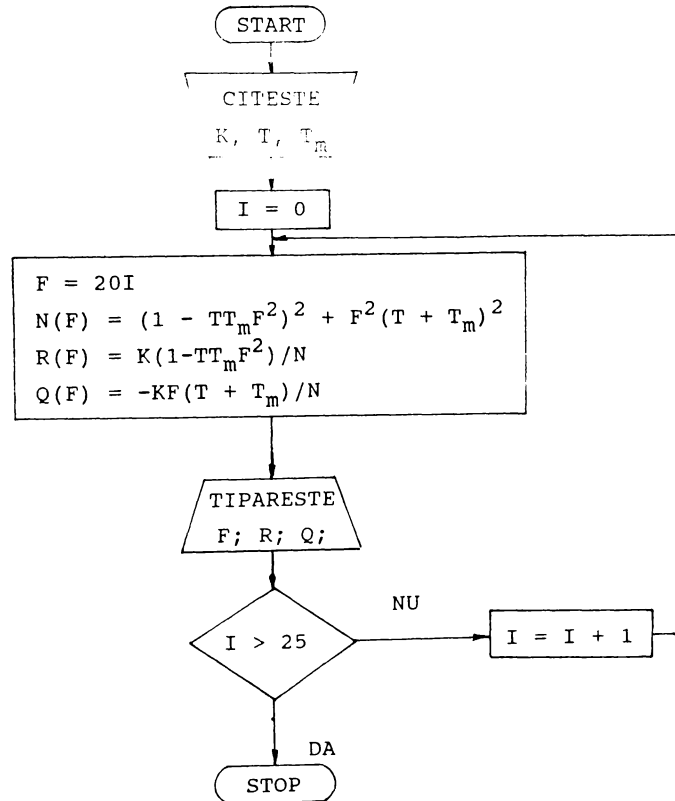 START
CITESTE
K, T, Tₘ
I = 0
F = 20I
N(F) = (1 - TTₘF²)² + F²(T + Tₘ)²
R(F) = K(1-TTₘF²)/N
Q(F) = -KF(T + Tₘ)/N
TIPARESTE
F; R; Q;
I > 25
NU
I = I + 1
DA
STOP